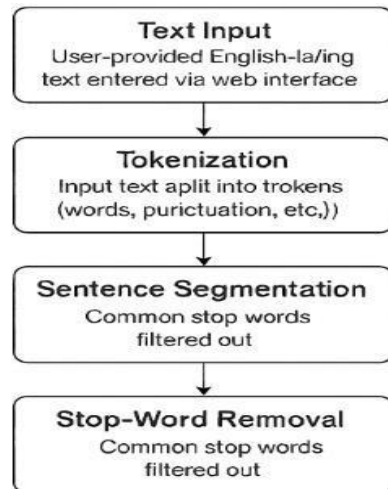 Text Input
User-provided English-la/ing
text entered via web interface
Tokenization
Input text aplit into trokens
(words, purictuation, etc,))
Sentence Segmentation
Common stop words
filtered out
Stop-Word Removal
Common stop words
filtered out